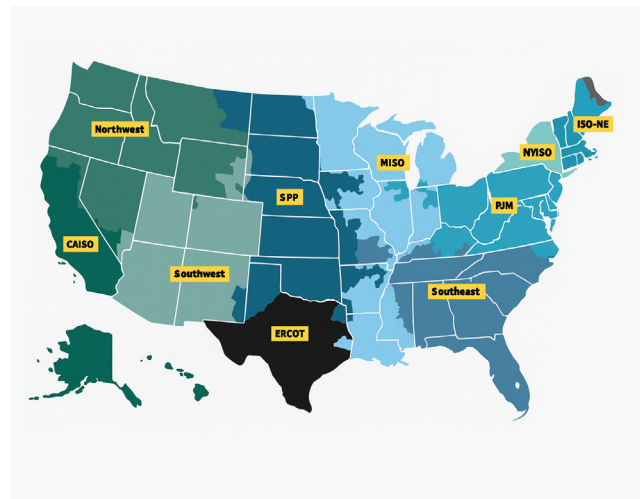 ISO-NE
Northwest
NYISO
MISO
SPP
PJM
CAISO
Southwest
Southeast
ERCOT